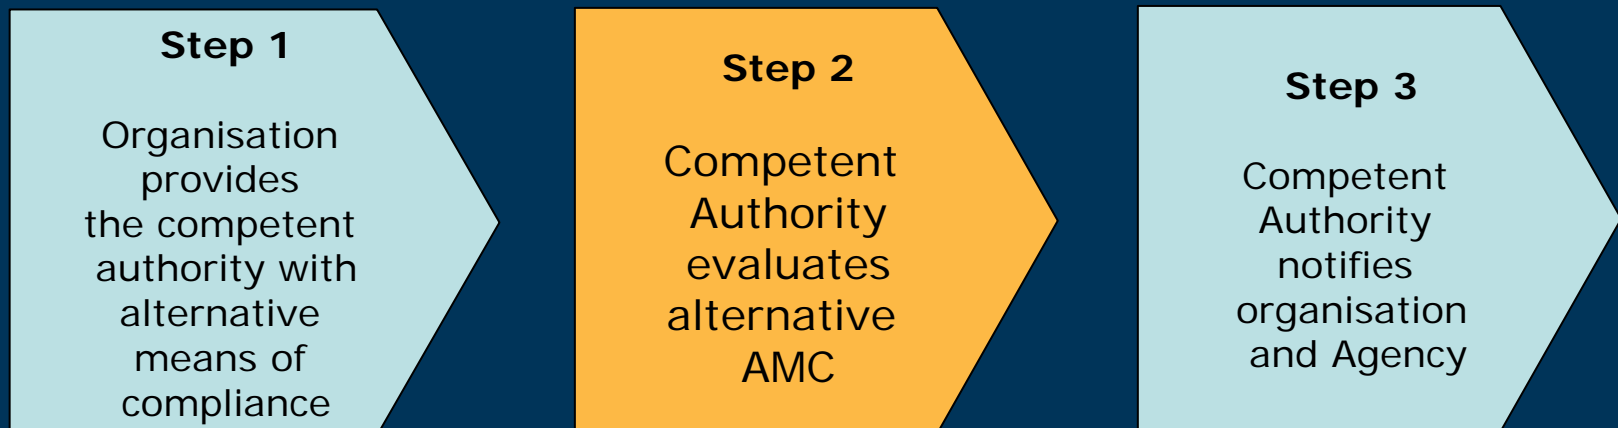 Step 1
Organisation
provides
the competent
authority with
alternative
means of
compliance
Step 2
Competent
Authority
evaluates
alternative
AMC
Step 3
Competent
Authority
notifies
organisation
and Agency